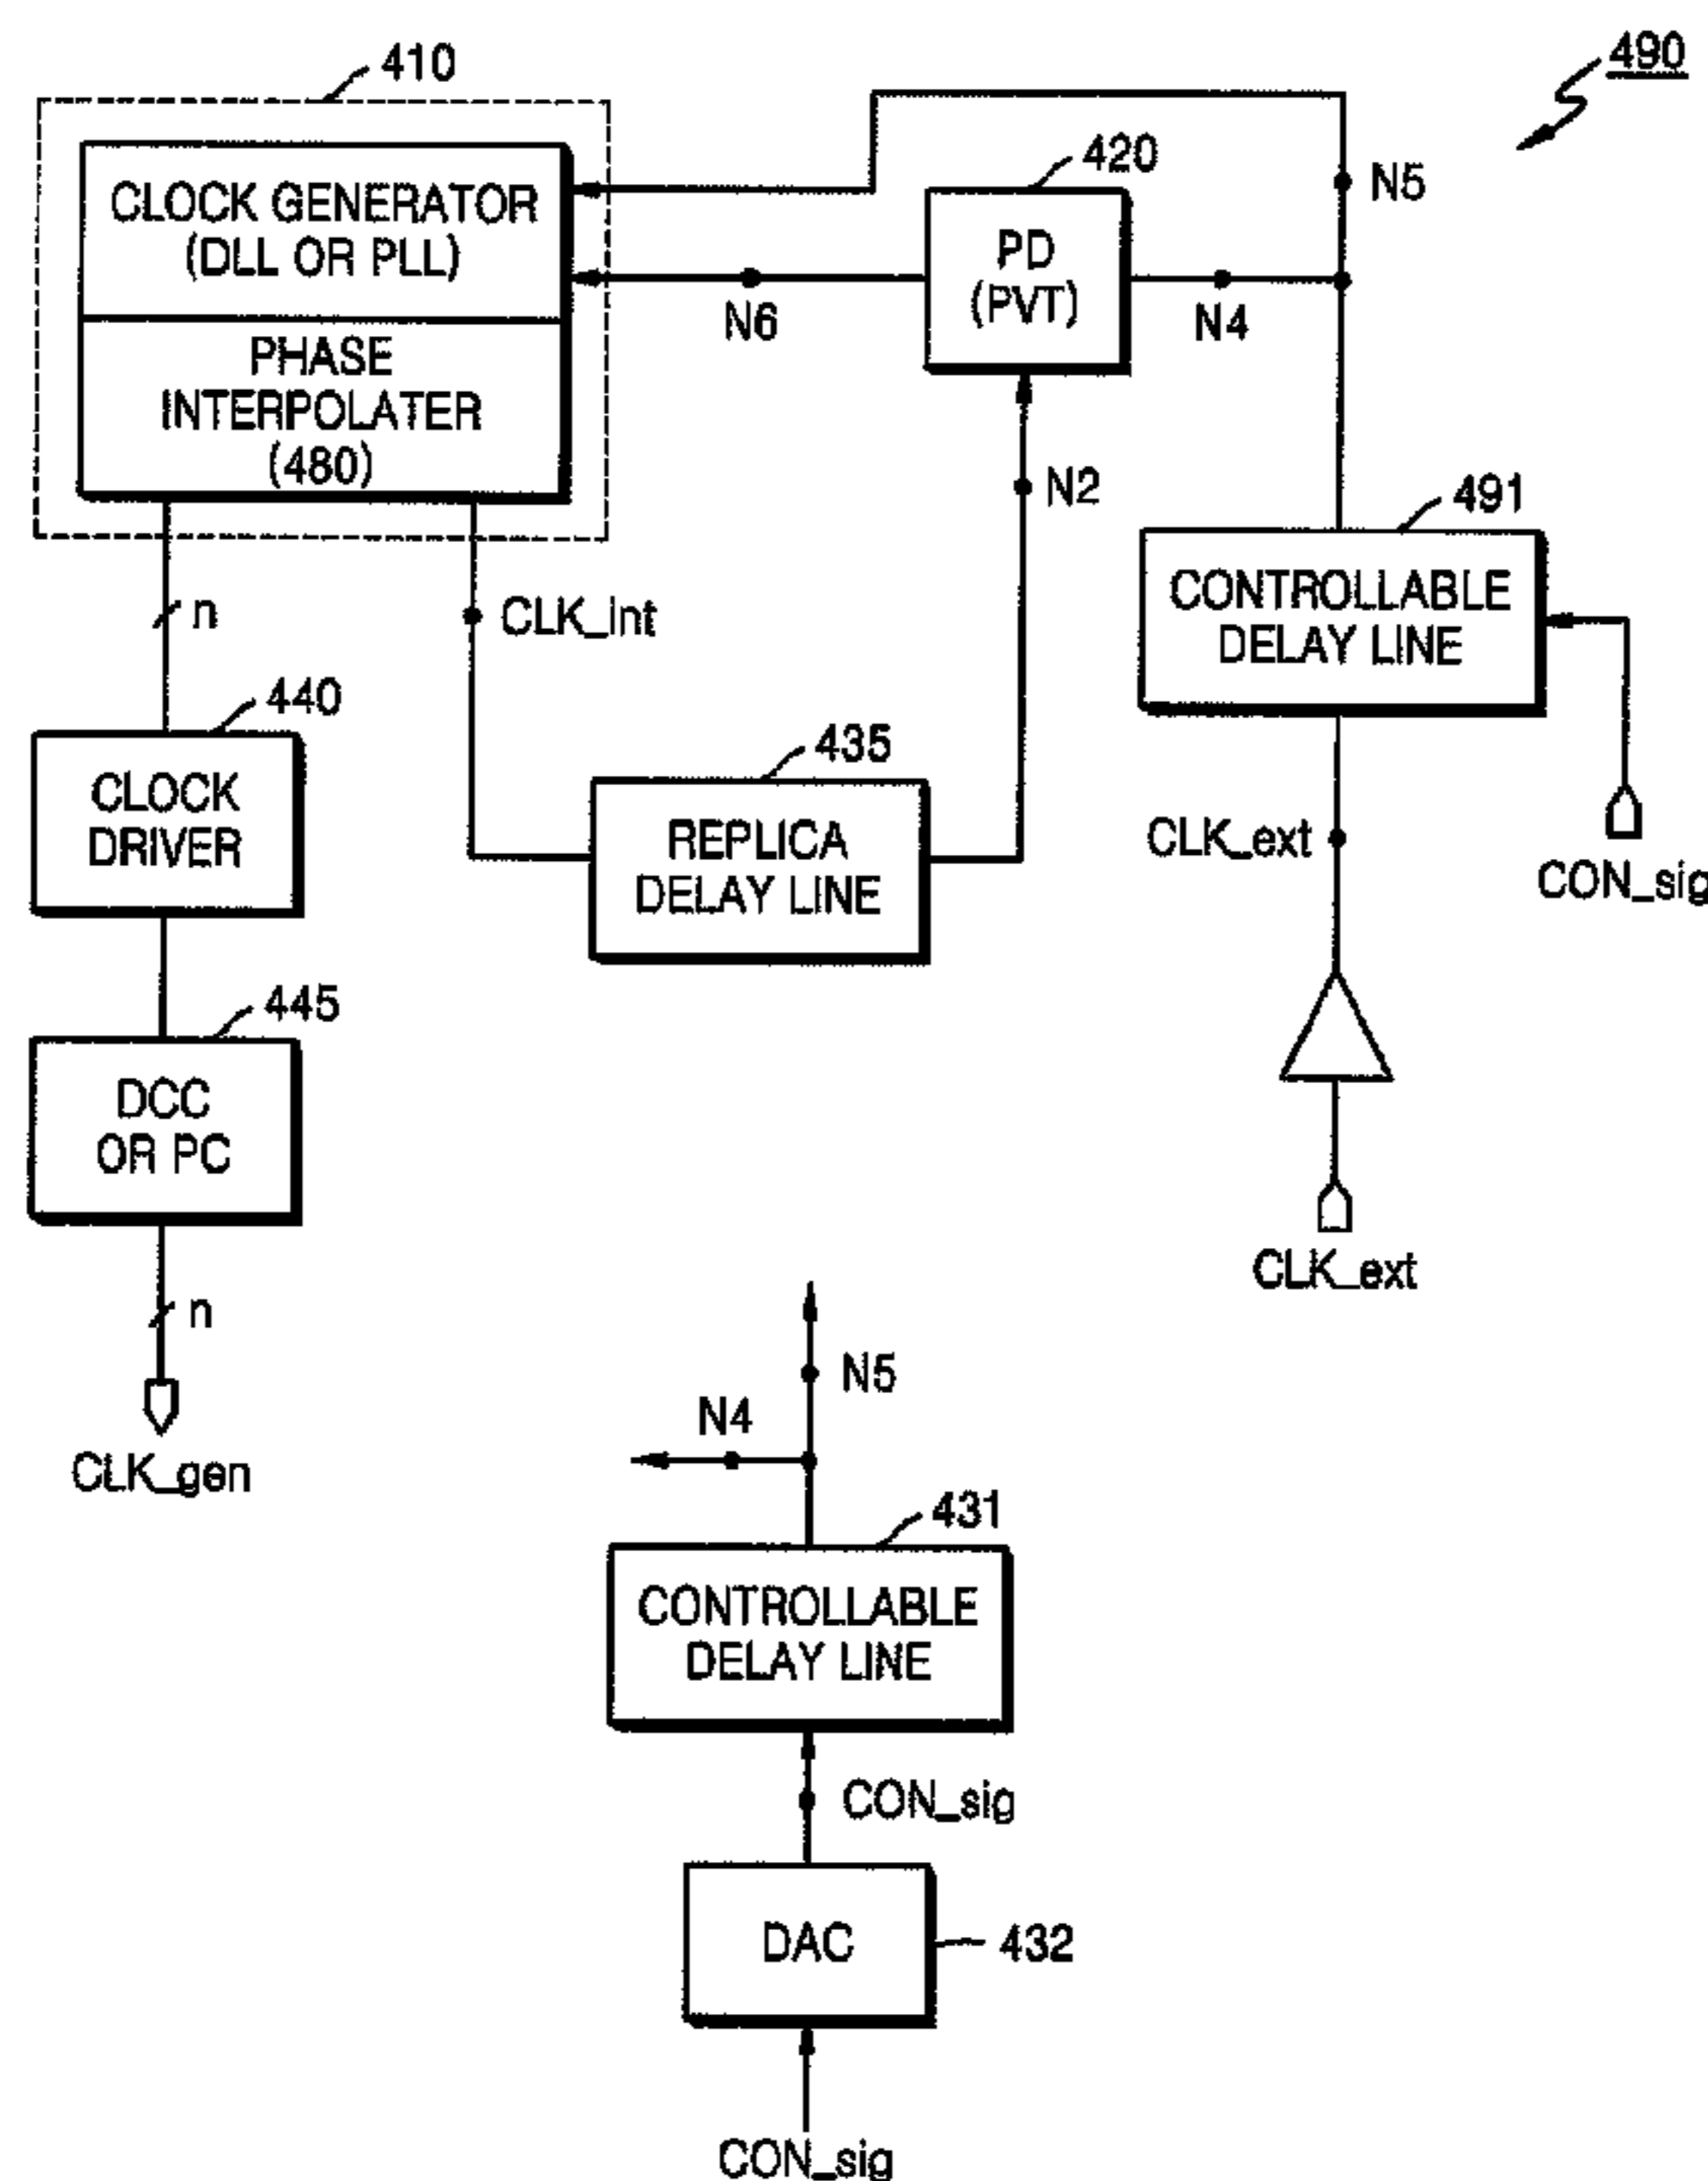 410
490
420
CLOCK GENERATOR
(DLL OR PLL)
PD
(PVT)
N5
N6
N4
PHASE
INTERPOLATER
(480)
N2
491
CONTROLLABLE
DELAY LINE
n
CLK_int
440
435
CLOCK
DRIVER
REPLICA
DELAY LINE
CLK_ext
CON_sig
445
DCC
OR PC
CLK_ext
n
CLK_gen
N5
N4
431
CONTROLLABLE
DELAY LINE
CON_sig
DAC
432
CON_sig